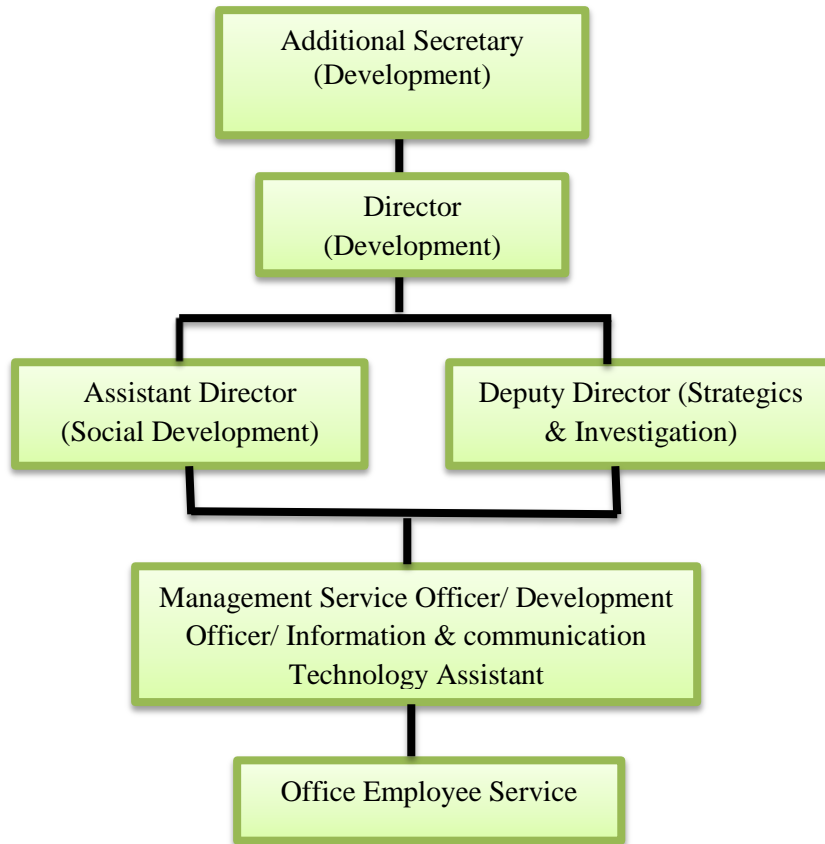 Additional Secretary
(Development)
Director
(Development)
Assistant Director
(Social Development)
Deputy Director (Strategics
& Investigation)
Management Service Officer/ Development
Officer/ Information & communication
Technology Assistant
Office Employee Service